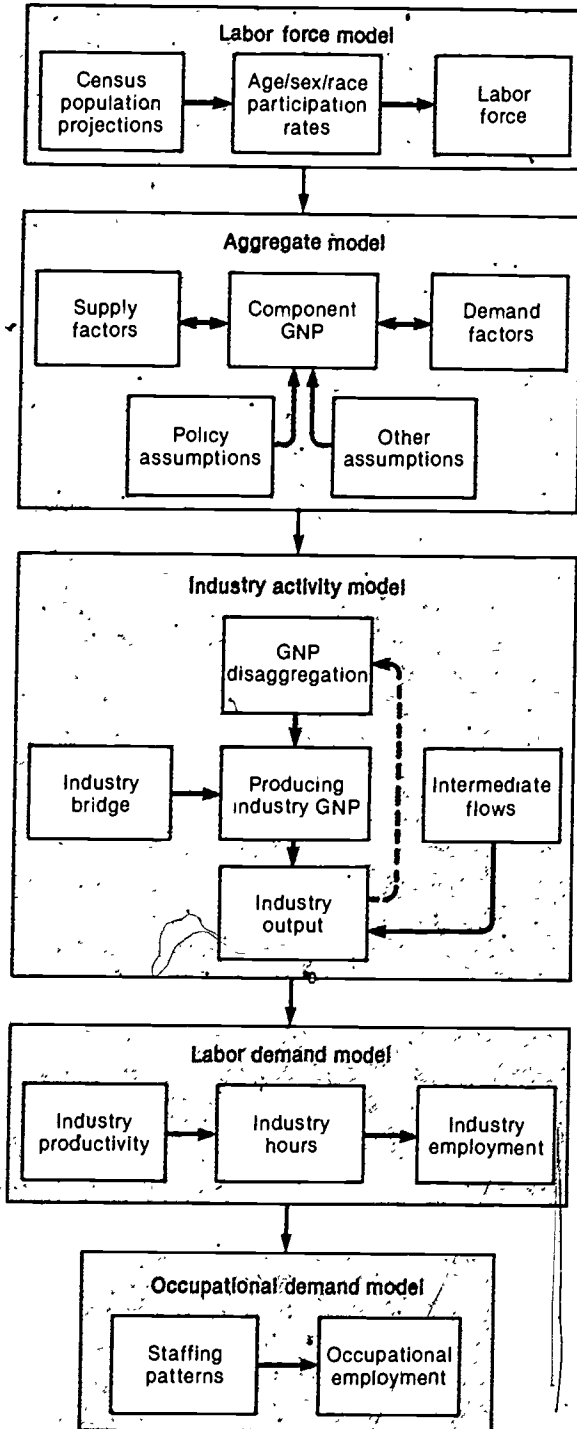 Labor force model
Census
population
projections
Age/sex/race
participation
rates
Labor
force
Aggregate model
Supply
factors
Component
GNP
Demand
factors
Policy
assumptions
Other
assumptions
Industry activity model
GNP
disaggregation
Industry
bridge
Producing
industry GNP
Intermediate
flows
Industry
output
Labor demand model
Industry
productivity
Industry
hours
Industry
employment
Occupational demand model
Staffing
patterns
Occupational
employment